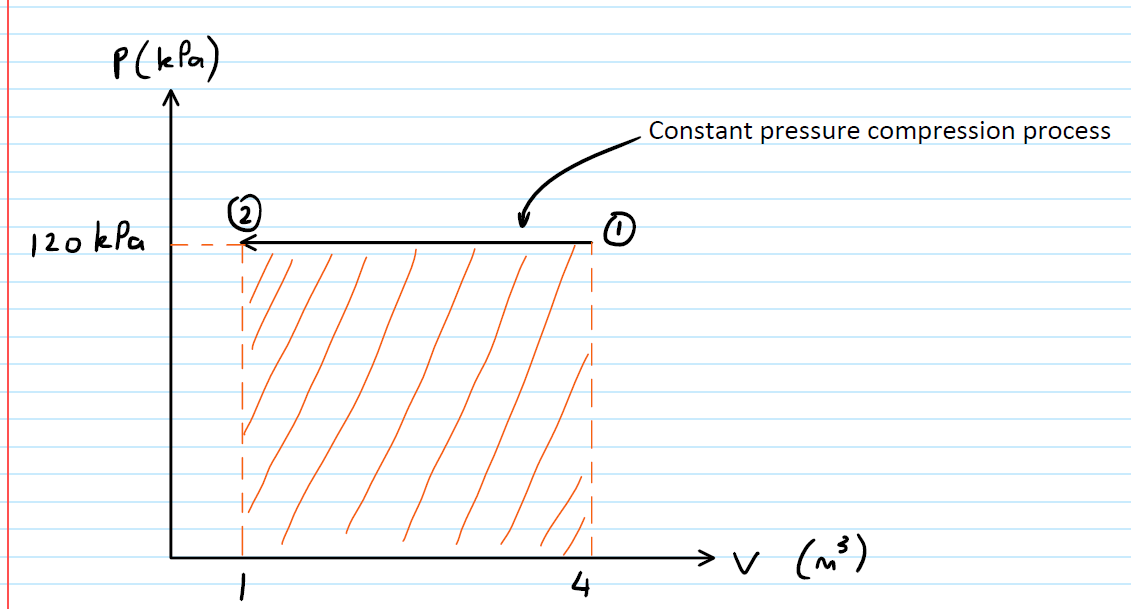 P(kPa)
Constant pressure compression process
②
①
120 kPa
V (m³)
1
4